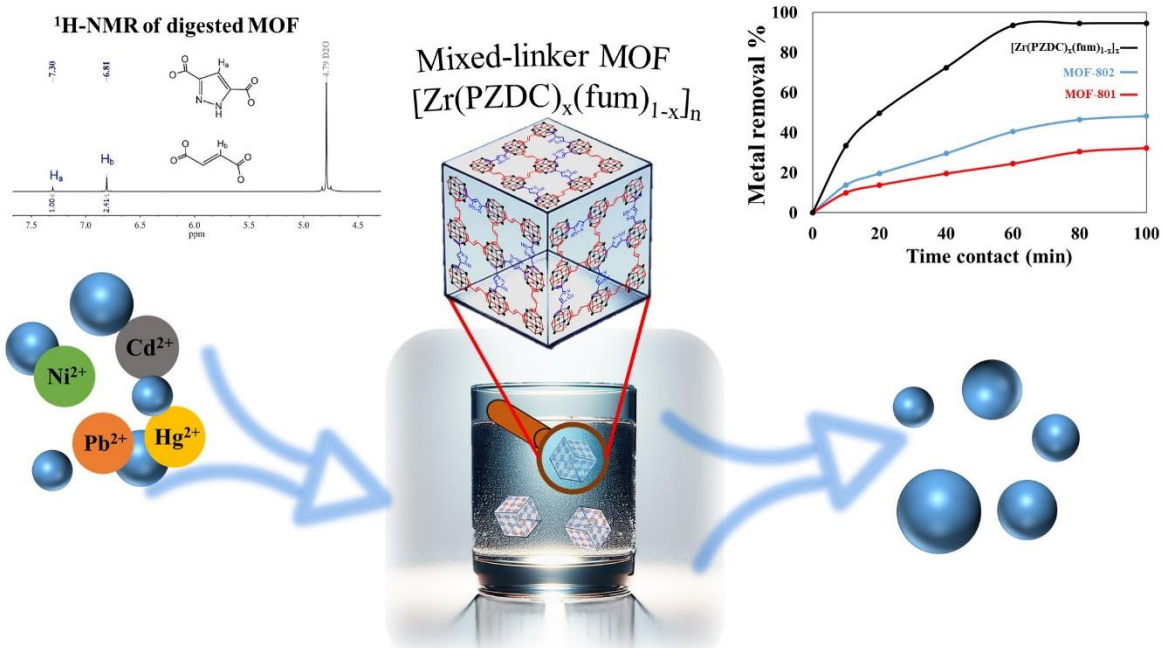 ¹H-NMR of digested MOF
~7.30
~6.81
~4.79 D2O
Hₐ
O
O
O
O
N
NH
H_b
O
O
O
O
Hₐ
H_b
1.00
2.41
7.5 7.0 6.5 6.0 5.5 5.0 4.5
ppm
Mixed-linker MOF
[Zr(PZDC)ₓ(fum)₁₋ₓ]ₙ
Metal removal %
100
80
60
40
20
0
[Zr(PZDC)ₓ(fum)₁₋ₓ]ₓ
MOF-802
MOF-801
0 20 40 60 80 100
Time contact (min)
Cd²⁺
Ni²⁺
Pb²⁺
Hg²⁺